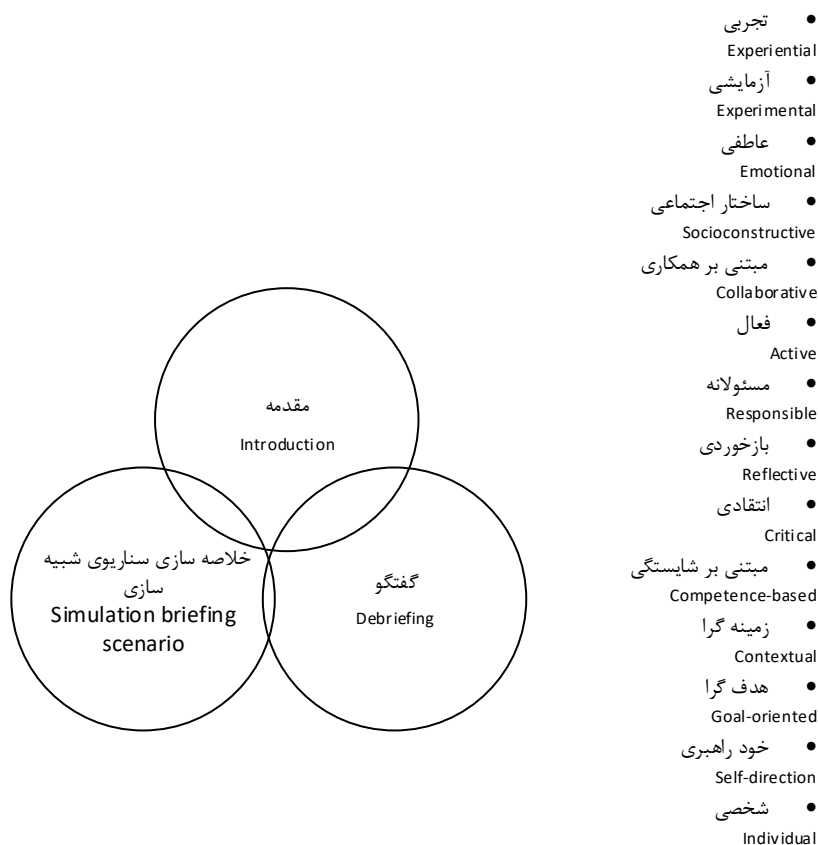 • تجربی
Experiential
• آزمایشی
Experimental
• عاطفی
Emotional
• ساختار اجتماعی
Socioconstructive
• مبتنی بر همکاری
Collaborative
• فعال
Active
• مسئولانه
Responsible
• بازخوردی
Reflective
• انتقادی
Critical
• مبتنی بر شایستگی
Competence-based
• زمینه گرا
Contextual
• هدف گرا
Goal-oriented
• خود راهبری
Self-direction
• شخصی
Individual
مقدمه
Introduction
گفتگو
Debriefing
خلاصه سازی سناریوی شبیه
سازی
Simulation briefing
scenario